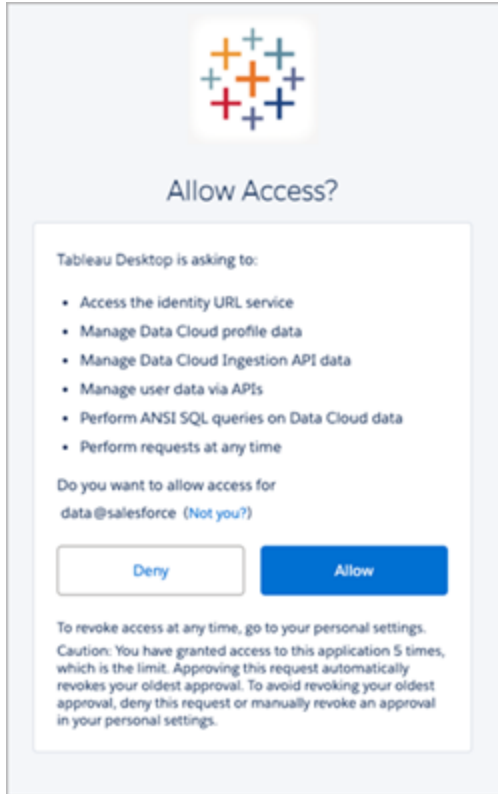 Allow Access?
Tableau Desktop is asking to:
• Access the identity URL service
• Manage Data Cloud profile data
• Manage Data Cloud Ingestion API data
• Manage user data via APIs
• Perform ANSI SQL queries on Data Cloud data
• Perform requests at any time
Do you want to allow access for
data@salesforce (Not you?)
Deny
Allow
To revoke access at any time, go to your personal settings.
Caution: You have granted access to this application 5 times,
which is the limit. Approving this request automatically
revokes your oldest approval. To avoid revoking your oldest
approval, deny this request or manually revoke an approval
in your personal settings.